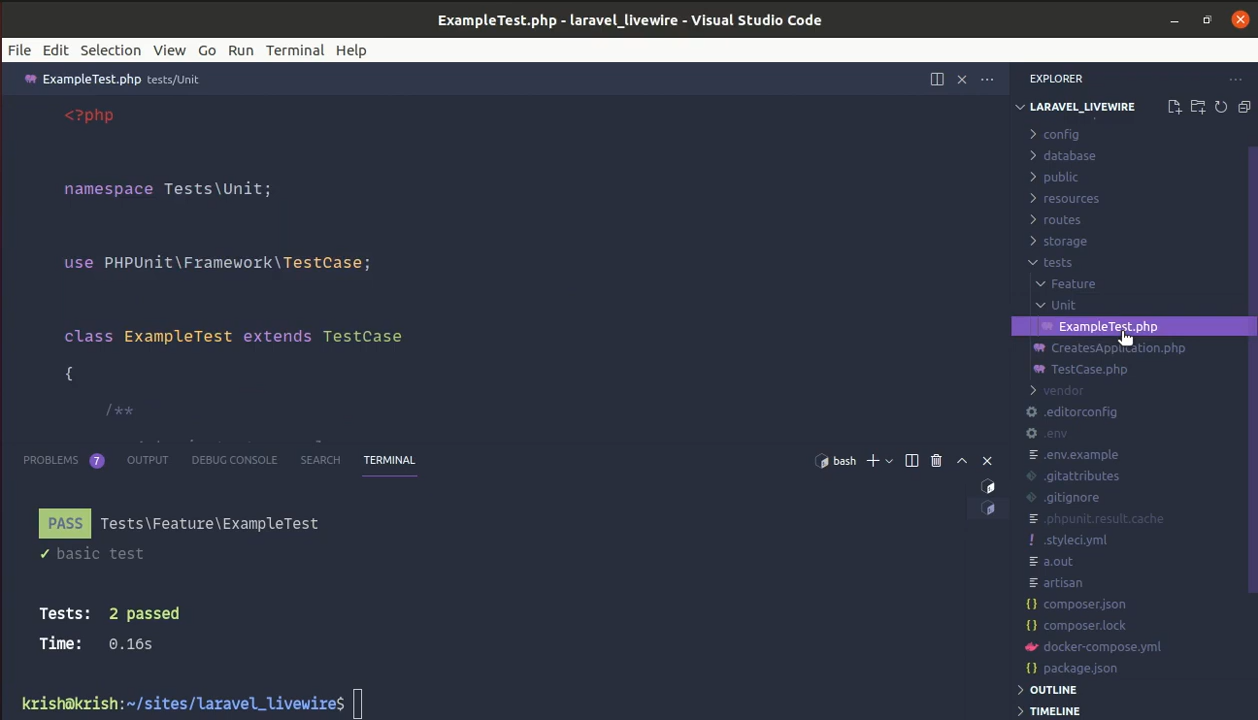 ExampleTest.php - laravel_livewire - Visual Studio Code
File Edit Selection View Go Run Terminal Help
ExampleTest.php tests/Unit
<?php
namespace Tests\Unit;
use PHPUnit\Framework\TestCase;
class ExampleTest extends TestCase
{
/**
PROBLEMS 7 OUTPUT DEBUG CONSOLE SEARCH TERMINAL
bash
PASS Tests\Feature\ExampleTest
✓ basic test
Tests: 2 passed
Time: 0.16s
krish@krish:~/sites/laravel_livewire$
EXPLORER
LARAVEL_LIVEWIRE
config
database
public
resources
routes
storage
tests
Feature
Unit
ExampleTest.php
CreatesApplication.php
TestCase.php
vendor
.editorconfig
.env
.env.example
.gitattributes
.gitignore
.phpunit.result.cache
.styleci.yml
a.out
artisan
composer.json
composer.lock
docker-compose.yml
package.json
OUTLINE
TIMELINE